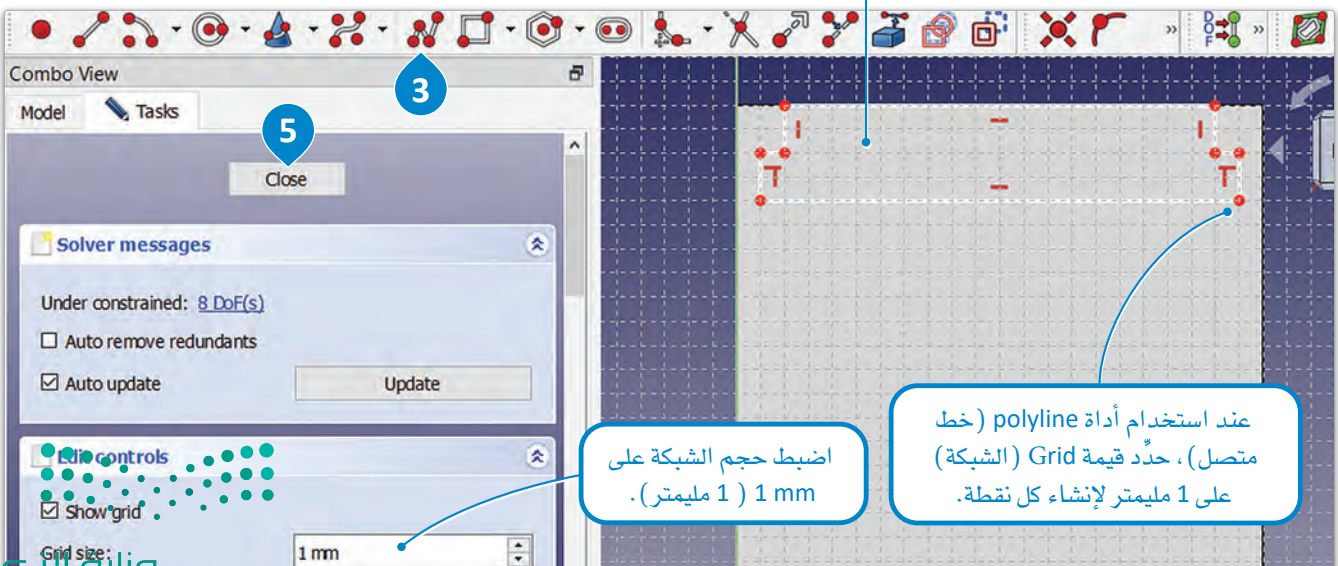 Combo View
3
Model
Tasks
5
Close
Solver messages
Under constrained: 8 DoF(s)
Auto remove redundants
Auto update
Update
Edit controls
Show grid
Grid size:
1 mm
اضبط حجم الشبكة على
1 mm ( 1 مليمتر).
عند استخدام أداة polyline (خط
متصل)، حدِّد قيمة Grid (الشبكة)
على 1 مليمتر لإنشاء كل نقطة.